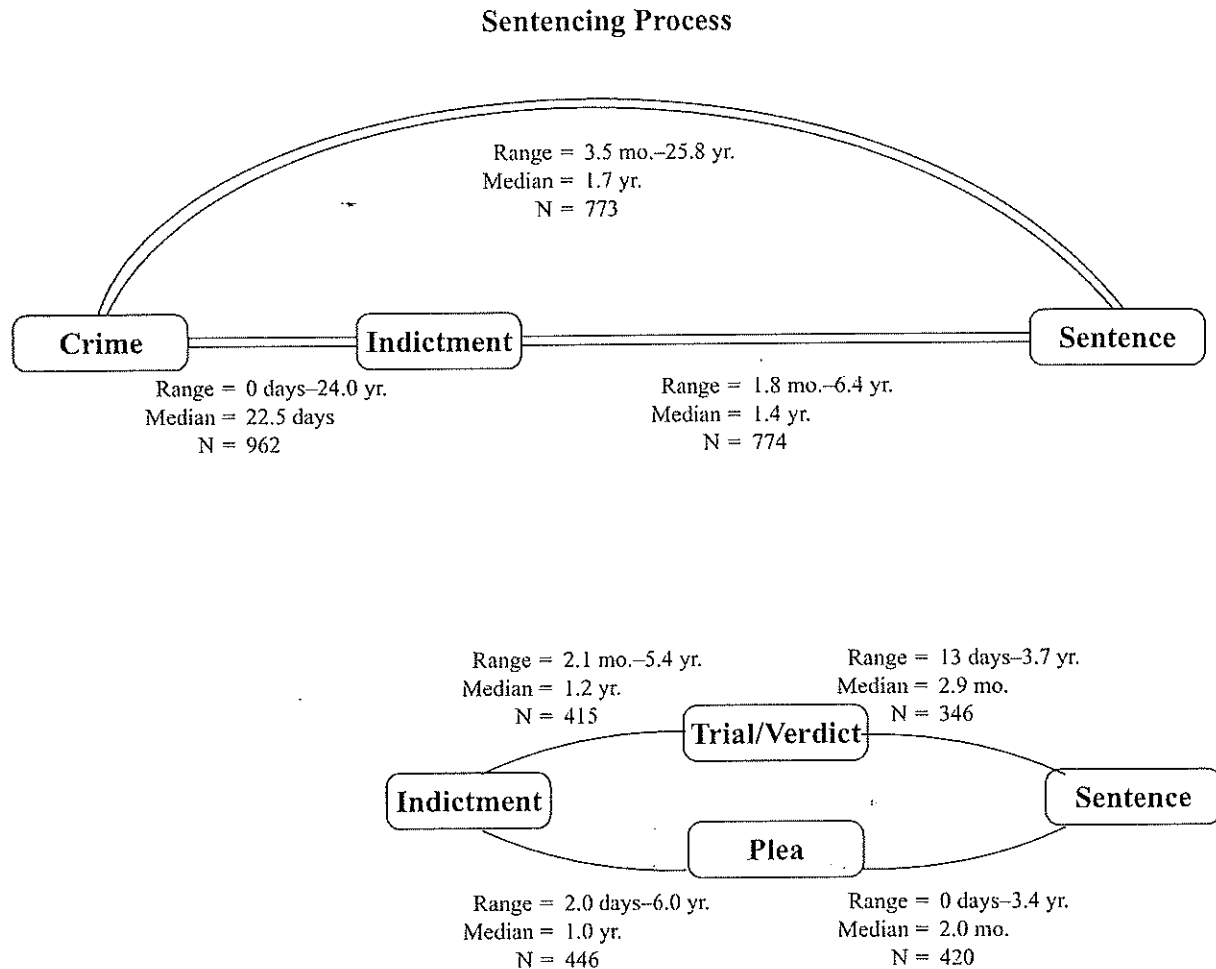 Sentencing Process
Range = 3.5 mo.–25.8 yr.
Median = 1.7 yr.
N = 773
Crime
Indictment
Sentence
Range = 0 days–24.0 yr.
Median = 22.5 days
N = 962
Range = 1.8 mo.–6.4 yr.
Median = 1.4 yr.
N = 774
Range = 2.1 mo.–5.4 yr.
Median = 1.2 yr.
N = 415
Range = 13 days–3.7 yr.
Median = 2.9 mo.
N = 346
Trial/Verdict
Indictment
Sentence
Plea
Range = 2.0 days–6.0 yr.
Median = 1.0 yr.
N = 446
Range = 0 days–3.4 yr.
Median = 2.0 mo.
N = 420